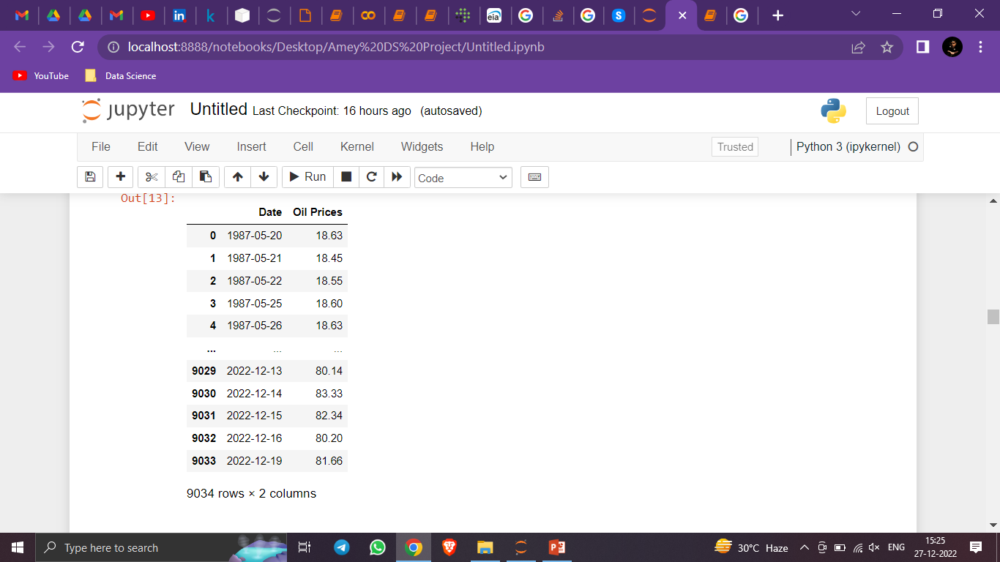 eia
localhost:8888/notebooks/Desktop/Amey%20DS%20Project/Untitled.ipynb
YouTube Data Science
jupyter Untitled Last Checkpoint: 16 hours ago (autosaved) Logout
File Edit View Insert Cell Kernel Widgets Help Trusted Python 3 (ipykernel)
Run Code
Out[13]:
Date Oil Prices
0 1987-05-20 18.63
1 1987-05-21 18.45
2 1987-05-22 18.55
3 1987-05-25 18.60
4 1987-05-26 18.63
... ... ...
9029 2022-12-13 80.14
9030 2022-12-14 83.33
9031 2022-12-15 82.34
9032 2022-12-16 80.20
9033 2022-12-19 81.66
9034 rows × 2 columns
Type here to search 30°C Haze ENG 15:25
27-12-2022